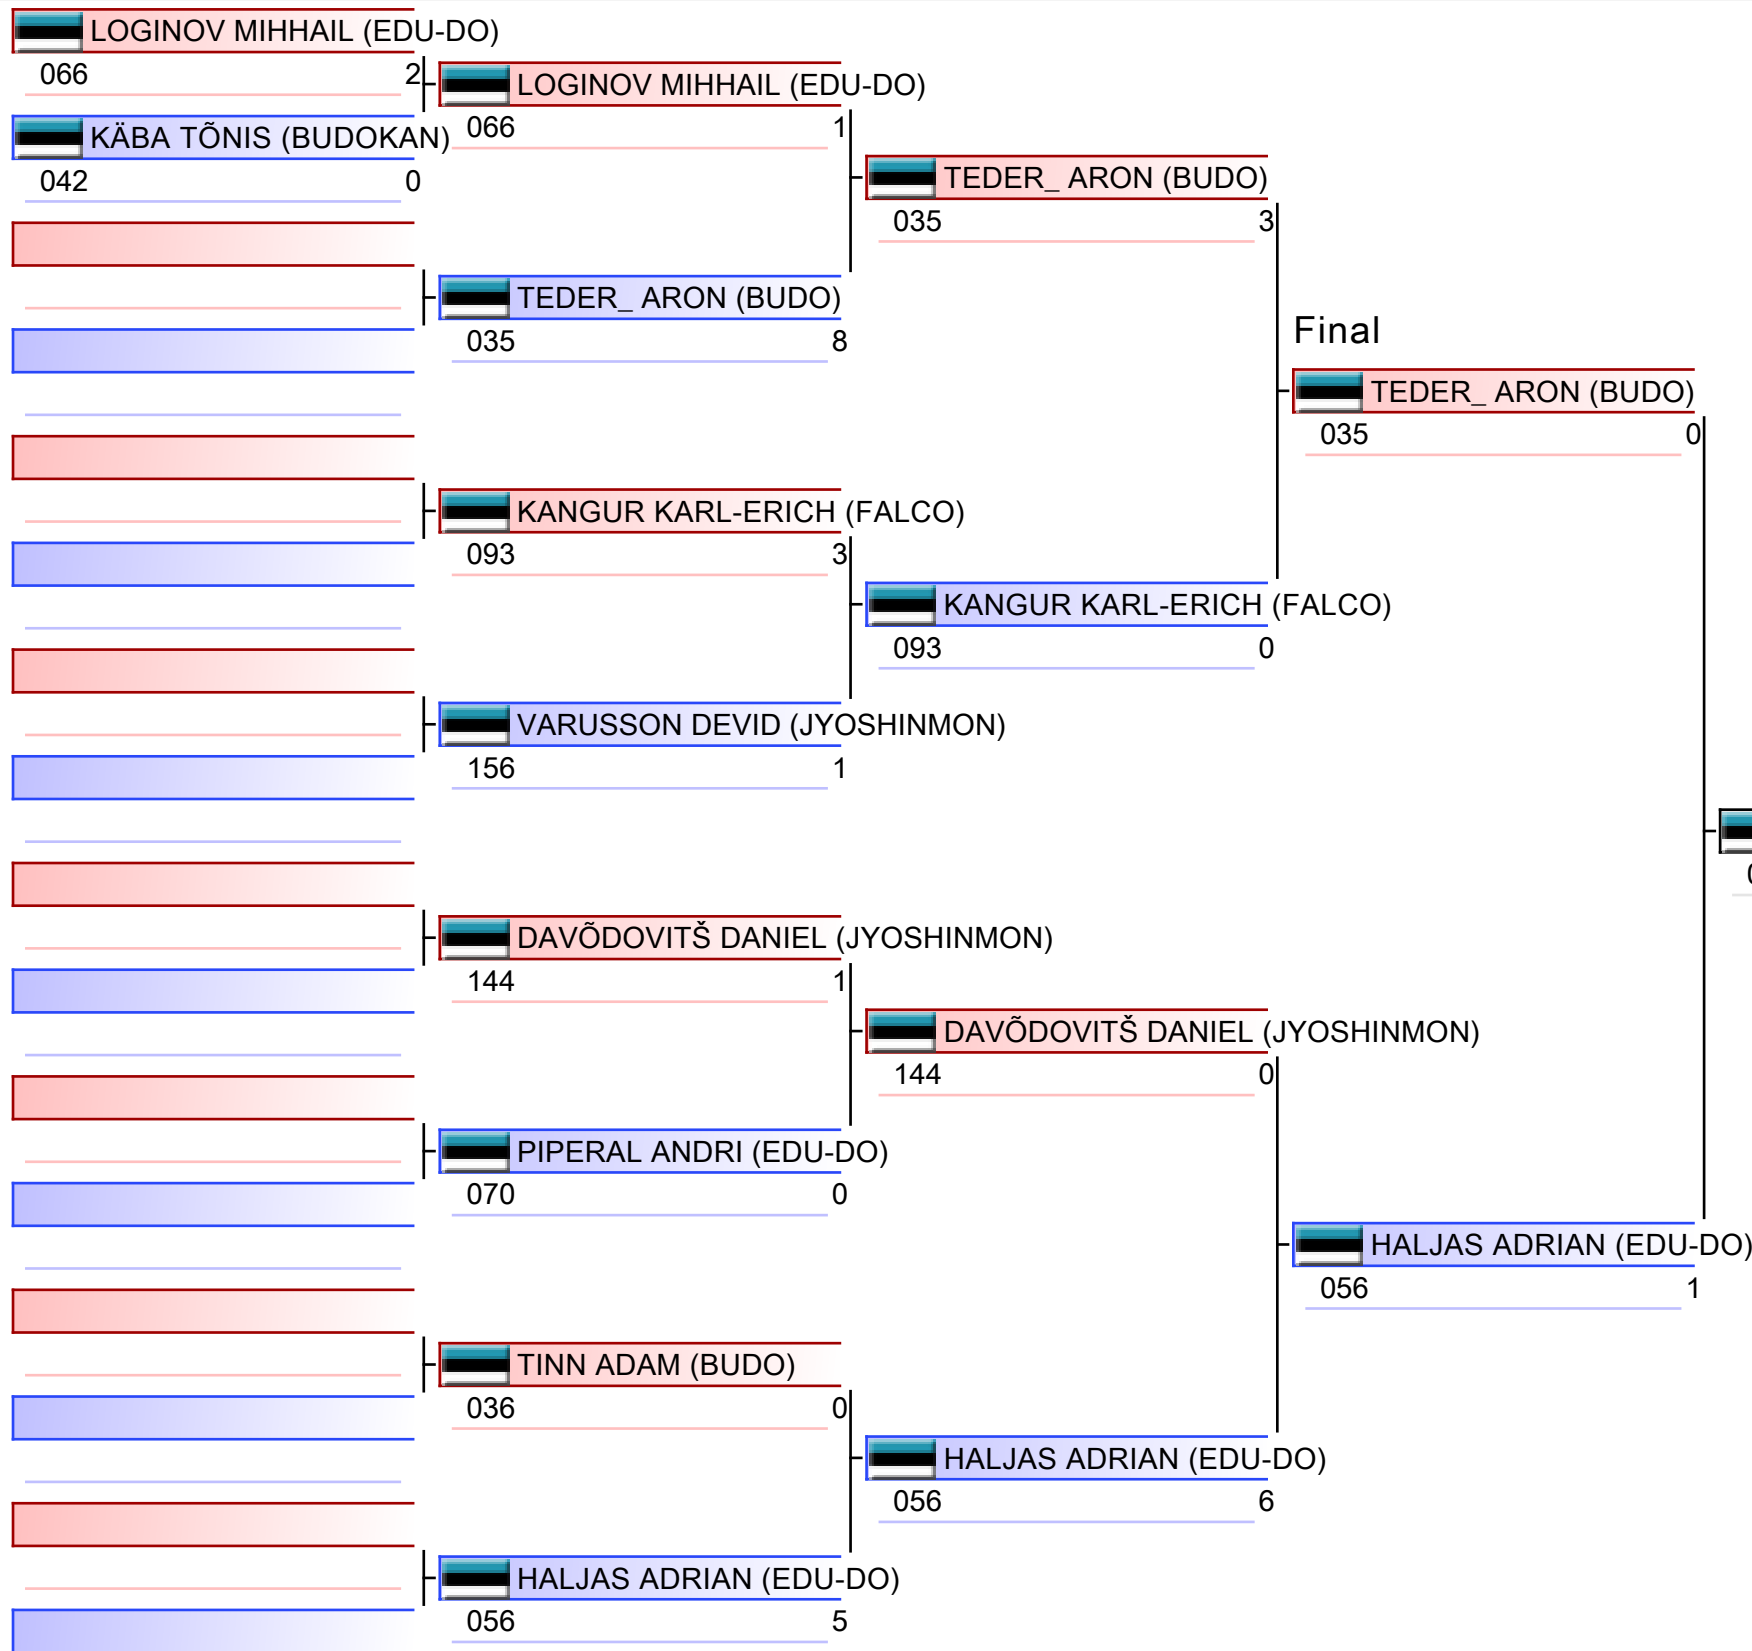 LOGINOV MIHHAIL (EDU-DO)
066 2
KÄBA TÕNIS (BUDOKAN)
042 0
LOGINOV MIHHAIL (EDU-DO)
066 1
TEDER_ ARON (BUDO)
035 8
KANGUR KARL-ERICH (FALCO)
093 3
VARUSSON DEVID (JYOSHINMON)
156 1
DAVÕDOVITŠ DANIEL (JYOSHINMON)
144 1
PIPERAL ANDRI (EDU-DO)
070 0
TINN ADAM (BUDO)
036 0
HALJAS ADRIAN (EDU-DO)
056 5
TEDER_ ARON (BUDO)
035 3
KANGUR KARL-ERICH (FALCO)
093 0
DAVÕDOVITŠ DANIEL (JYOSHINMON)
144 0
HALJAS ADRIAN (EDU-DO)
056 6
Final
TEDER_ ARON (BUDO)
035 0
HALJAS ADRIAN (EDU-DO)
056 1